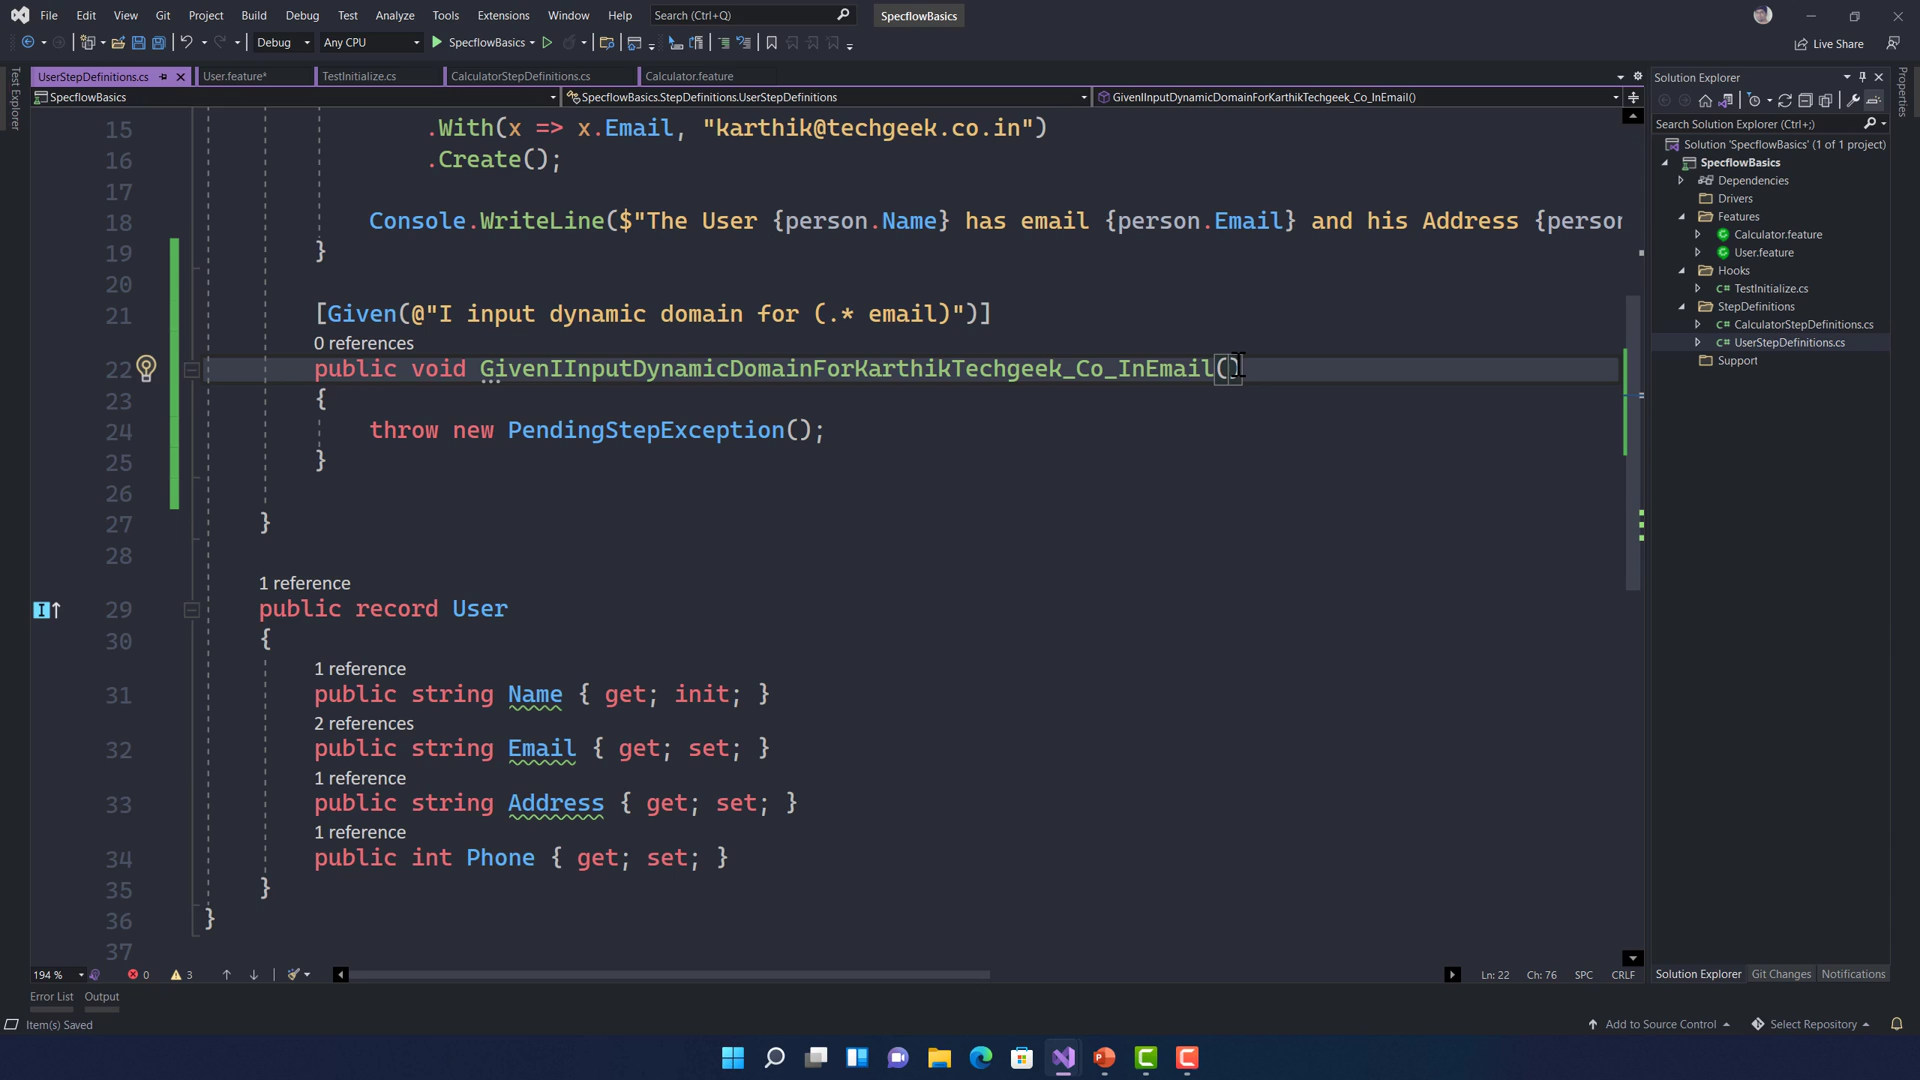 File Edit View Git Project Build Debug Test Analyze Tools Extensions Window Help Search (Ctrl+Q) SpecflowBasics
Debug Any CPU SpecflowBasics Live Share
UserStepDefinitions.cs User.feature* TestInitialize.cs CalculatorStepDefinitions.cs Calculator.feature
SpecflowBasics SpecflowBasics.StepDefinitions.UserStepDefinitions GivenIInputDynamicDomainForKarthikTechgeek_Co_InEmail()
Test Explorer
15 .With(x => x.Email, "karthik@techgeek.co.in")
16 .Create();
17
18 Console.WriteLine($"The User {person.Name} has email {person.Email} and his Address {person
19 }
20
21 [Given(@"I input dynamic domain for (.* email)")]
0 references
22 public void GivenIInputDynamicDomainForKarthikTechgeek_Co_InEmail()
23 {
24 throw new PendingStepException();
25 }
26
27 }
28
1 reference
29 public record User
30 {
1 reference
31 public string Name { get; init; }
2 references
32 public string Email { get; set; }
1 reference
33 public string Address { get; set; }
1 reference
34 public int Phone { get; set; }
35 }
36 }
37
194 % 0 3 Ln: 22 Ch: 76 SPC CRLF
Error List Output
Item(s) Saved
Solution Explorer
Search Solution Explorer (Ctrl+;)
Solution 'SpecflowBasics' (1 of 1 project)
SpecflowBasics
Dependencies
Drivers
Features
Calculator.feature
User.feature
Hooks
TestInitialize.cs
StepDefinitions
CalculatorStepDefinitions.cs
UserStepDefinitions.cs
Support
Solution Explorer Git Changes Notifications
Add to Source Control Select Repository
Properties